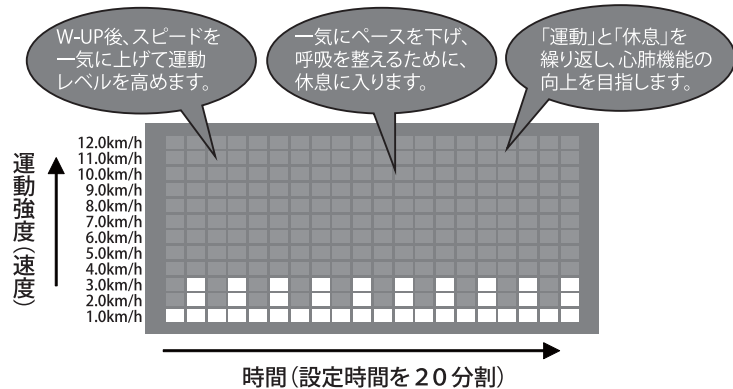 W-UP後、スピードを
一気に上げて運動
レベルを高めます。
一気にペースを下げ、
呼吸を整えるために、
休息に入ります。
「運動」と「休息」を
繰り返し、心肺機能の
向上を目指します。
運動強度（速度）
12.0km/h
11.0km/h
10.0km/h
9.0km/h
8.0km/h
7.0km/h
6.0km/h
5.0km/h
4.0km/h
3.0km/h
2.0km/h
1.0km/h
時間（設定時間を20分割）